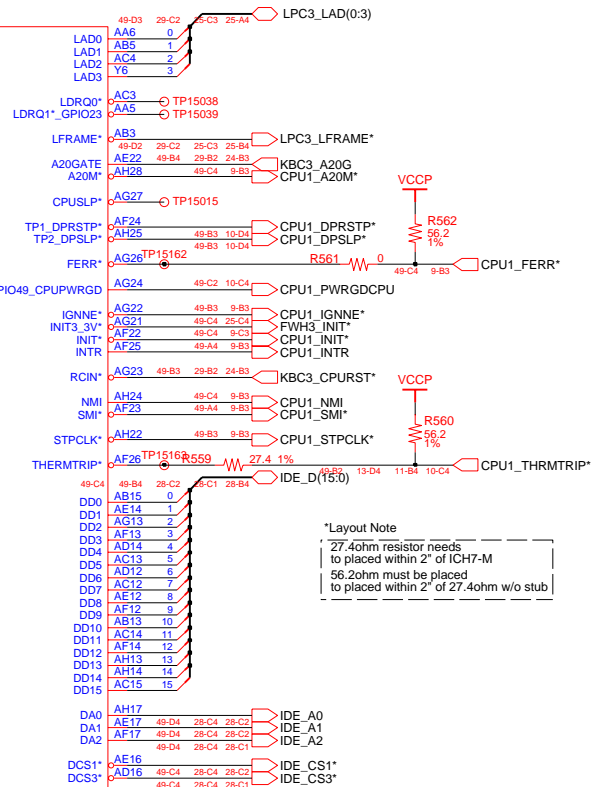 49-D3 29-C2 25-C3 25-A4 LPC3_LAD(0:3)
LAD0 AA6 0
LAD1 AB5 1
LAD2 AC4 2
LAD3 Y6 3
LDRQ0* AC3 TP15038
LDRQ1*_GPIO23 AA5 TP15039
LFRAME* AB3 LPC3_LFRAME*
49-D2 29-C2 25-C3 25-B4
A20GATE AE22 49-B4 29-B2 24-B3 KBC3_A20G
A20M* AH28 49-C4 9-B3 CPU1_A20M*
VCCP
CPUSLP* AG27 TP15015
R562
56.2
1%
TP1_DPRSTP* AF24 CPU1_DPRSTP*
TP2_DPSLP* AH25 49-B3 10-D4 CPU1_DPSLP*
49-B3 10-D4
FERR* AG26 TP15162 R561 0 CPU1_FERR*
49-C4 9-B3
PIO49_CPUPWRGD AG24 49-C2 10-C4 CPU1_PWRGDCPU
IGNNE* AG22 49-B3 9-B3 CPU1_IGNNE*
INIT3_3V* AG21 49-C4 25-C4 FWH3_INIT*
INIT* AF22 49-C4 9-C3 CPU1_INIT*
INTR AF25 49-A4 9-B3 CPU1_INTR
RCIN* AG23 49-B3 29-B2 24-B3 KBC3_CPURST*
VCCP
NMI AH24 49-C4 9-B3 CPU1_NMI
SMI* AF23 49-A4 9-B3 CPU1_SMI*
R560
56.2
1%
STPCLK* AH22 49-B3 9-B3 CPU1_STPCLK*
THERMTRIP* AF26 R559 27.4 1% CPU1_THRMTRIP*
49-B2 13-D4 11-B4 10-C4
49-C4 49-B4 28-C2 28-C1 28-B4 IDE_D(15:0)
DD0 AB15 0
DD1 AE14 1
DD2 AG13 2
DD3 AF13 3
DD4 AD14 4
DD5 AC13 5
DD6 AD12 6
DD7 AC12 7
DD8 AE12 8
DD9 AF12 9
DD10 AB13 10
DD11 AC14 11
DD12 AF14 12
DD13 AH13 13
DD14 AH14 14
DD15 AC15 15
*Layout Note
27.4ohm resistor needs
to placed within 2" of ICH7-M
56.2ohm must be placed
to placed within 2" of 27.4ohm w/o stub
DA0 AH17 IDE_A0
DA1 AE17 49-D4 28-C4 28-C2 IDE_A1
DA2 AF17 49-D4 28-C4 28-C2 IDE_A2
49-D4 28-C4 28-C1
DCS1* AE16 IDE_CS1*
DCS3* AD16 49-C4 28-C4 28-C2 IDE_CS3*
49-C4 28-C4 28-C1